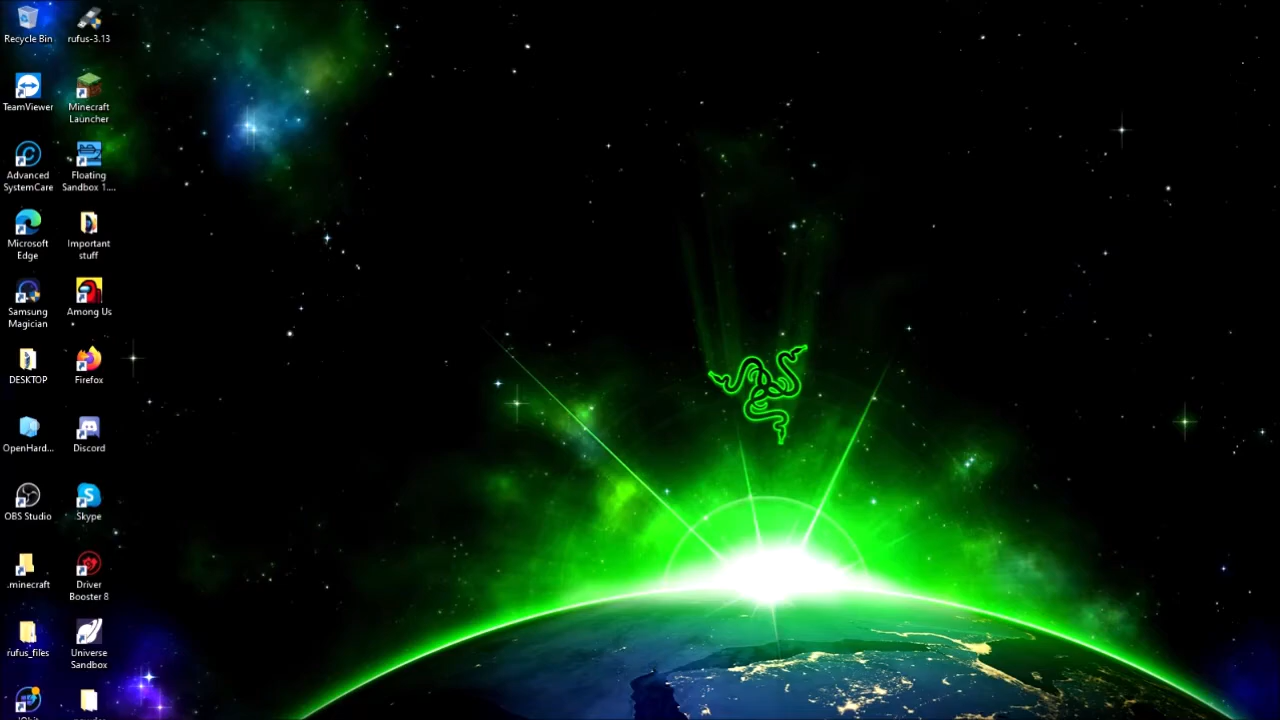 Recycle Bin
rufus-3.13
TeamViewer
Minecraft
Launcher
Advanced
SystemCare
Floating
Sandbox 1....
Microsoft
Edge
Important
stuff
Samsung
Magician
Among Us
DESKTOP
Firefox
OpenHard...
Discord
OBS Studio
Skype
.minecraft
Driver
Booster 8
rufus_files
Universe
Sandbox